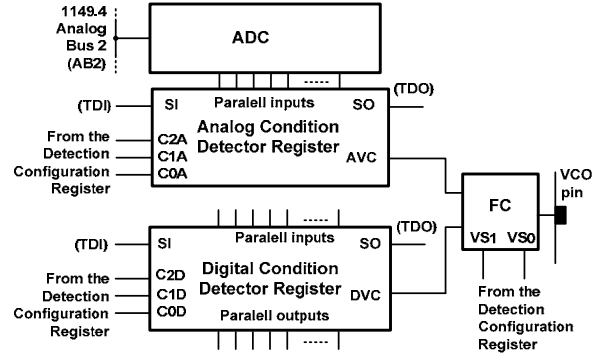 1149.4
Analog
Bus 2
(AB2)
ADC
(TDI)
SI
Paralell inputs
SO
(TDO)
Analog Condition
Detector Register
From the
Detection
Configuration
Register
C2A
C1A
C0A
AVC
VCO
pin
FC
VS1 VS0
From the
Detection
Configuration
Register
(TDI)
SI
Paralell inputs
SO
(TDO)
Digital Condition
Detector Register
From the
Detection
Configuration
Register
C2D
C1D
C0D
DVC
Paralell outputs